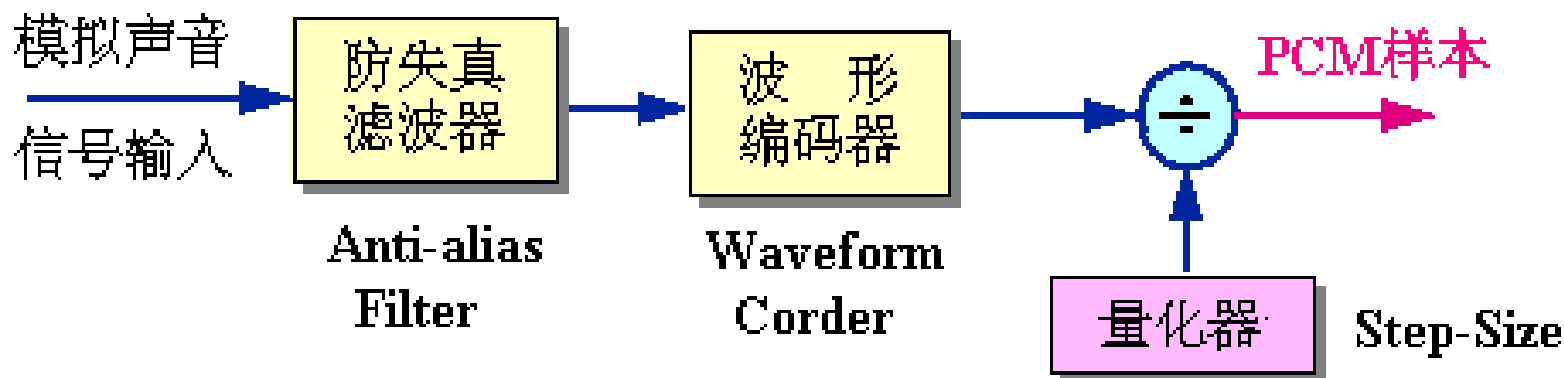 模拟声音
信号输入
防失真
滤波器
Anti-alias
Filter
波 形
编码器
Waveform
Corder
÷
PCM样本
量化器
Step-Size